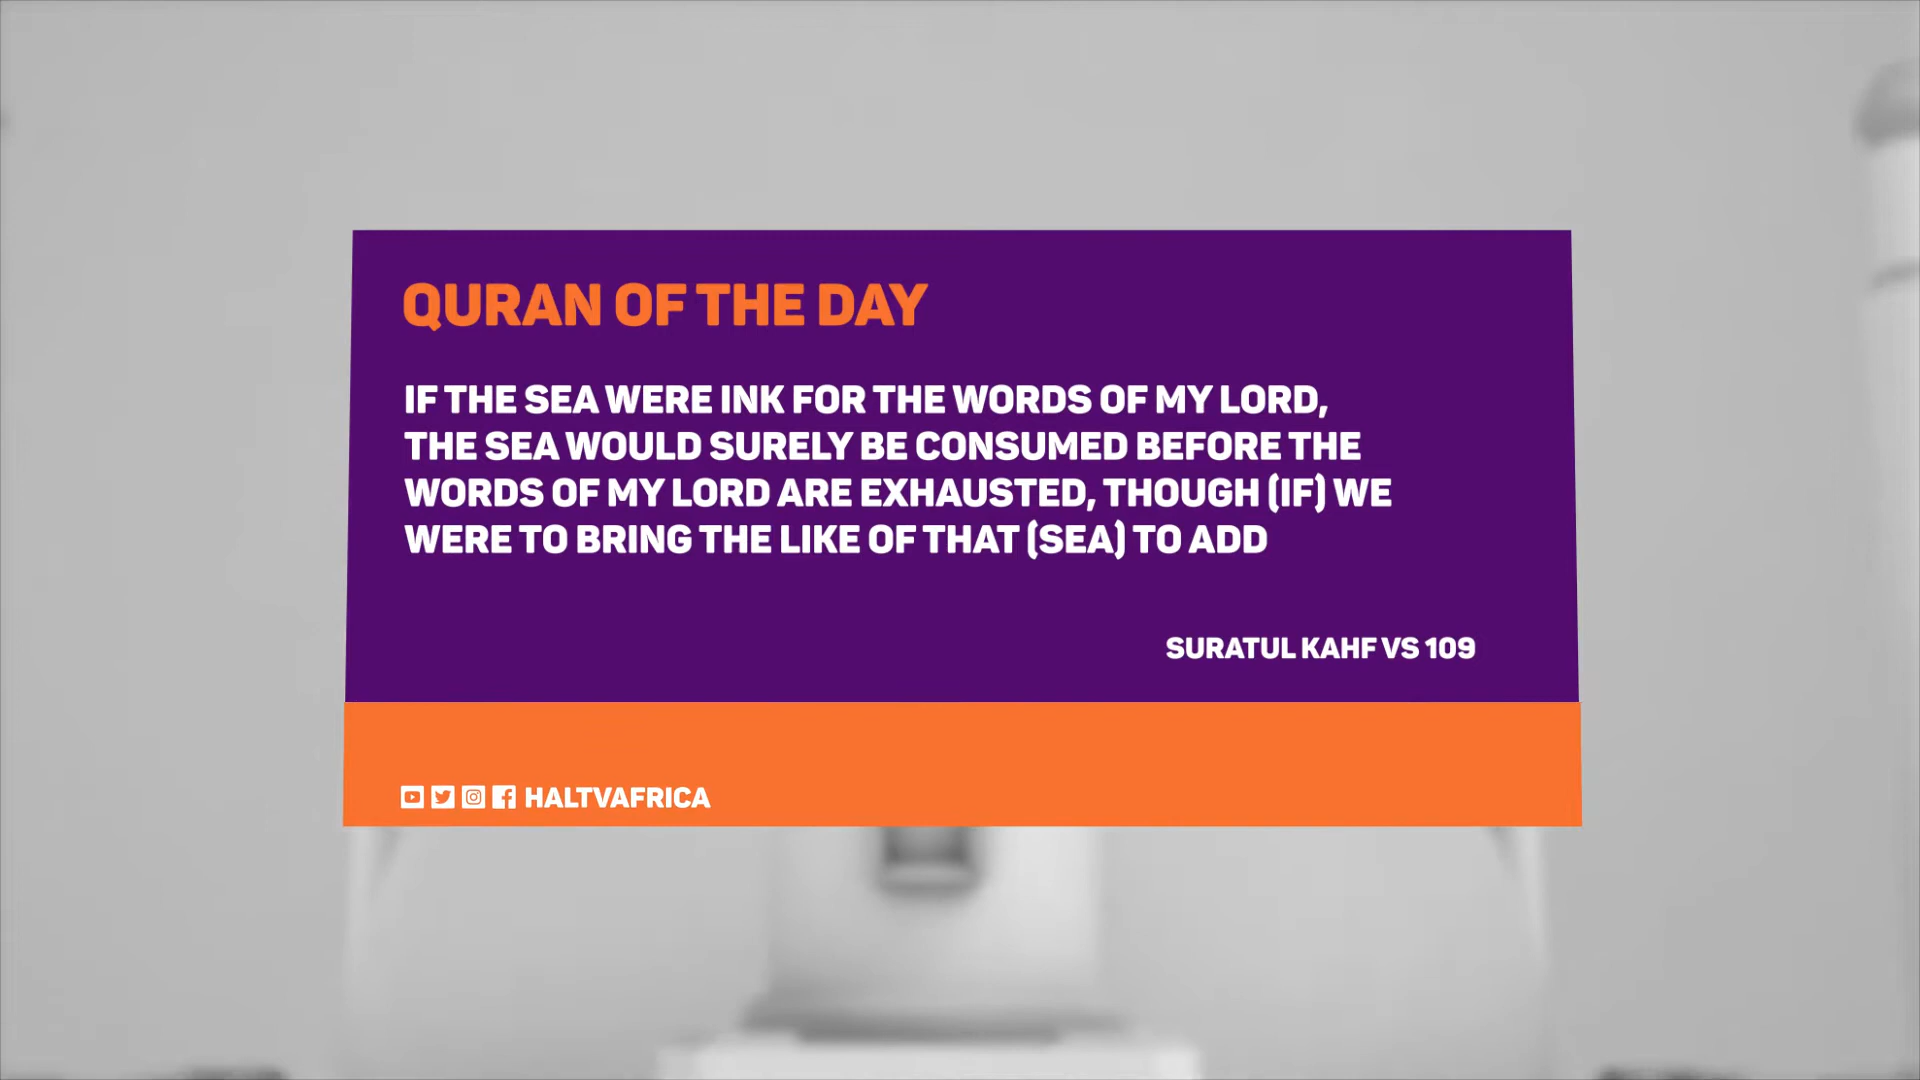 QURAN OF THE DAY
IF THE SEA WERE INK FOR THE WORDS OF MY LORD,
THE SEA WOULD SURELY BE CONSUMED BEFORE THE
WORDS OF MY LORD ARE EXHAUSTED, THOUGH (IF) WE
WERE TO BRING THE LIKE OF THAT (SEA) TO ADD
SURATUL KAHF VS 109
HALTVAFRICA